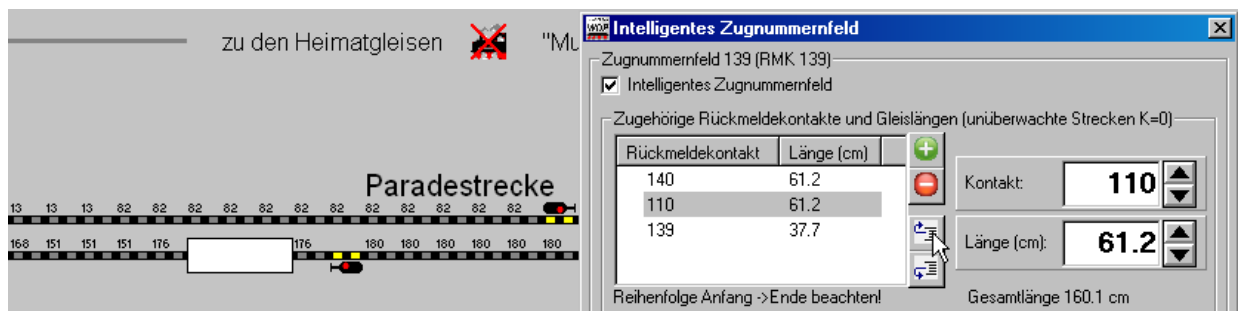 zu den Heimatgleisen
"Mu
Paradestrecke
13 13 13 82 82 82 82 82 82 82 82 82 82 82
168 151 151 151 176 176 180 180 180 180 180 180
WDP
Intelligentes Zugnummernfeld
Zugnummernfeld 139 (RMK 139)
Intelligentes Zugnummernfeld
Zugehörige Rückmeldekontakte und Gleislängen (unüberwachte Strecken K=0)
Rückmeldekontakt Länge (cm)
140 61.2
110 61.2
139 37.7
Kontakt: 110
Länge (cm): 61.2
Reihenfolge Anfang ->Ende beachten! Gesamtlänge 160.1 cm